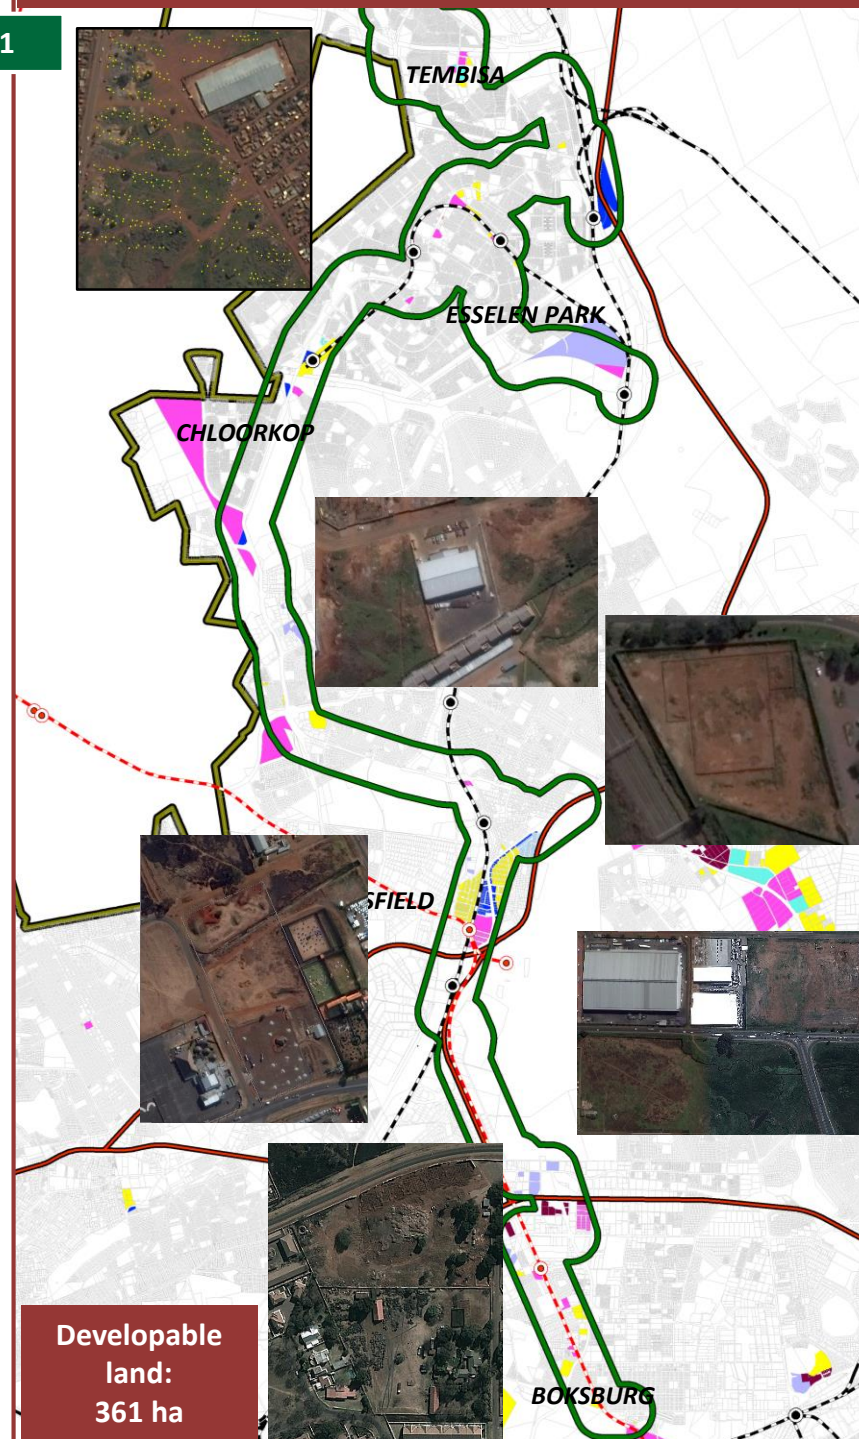 1
TEMBISA
ESSELEN PARK
CHLOORKOP
SFIELD
BOKSBURG
Developable
land:
361 ha